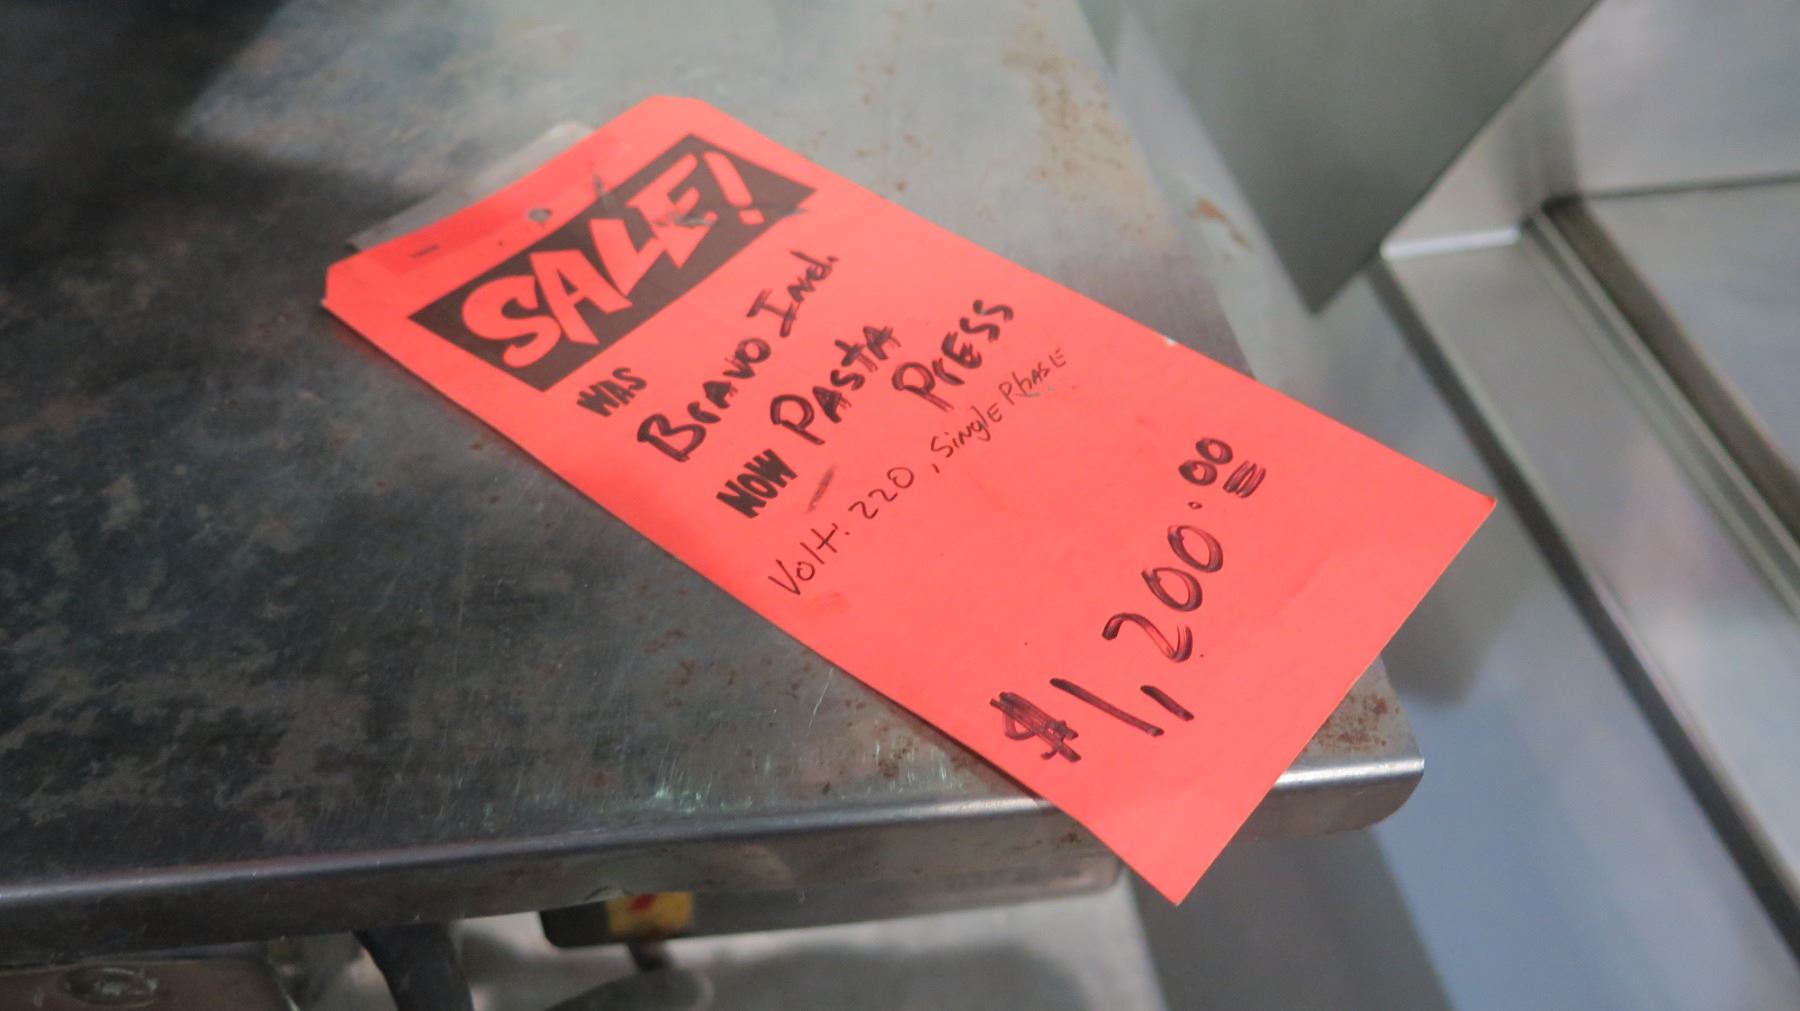 SALE!
WAS
Bravo Ind.
NOW PASTA
PRESS
Volt: 220, Single PhASE
$1,200.00